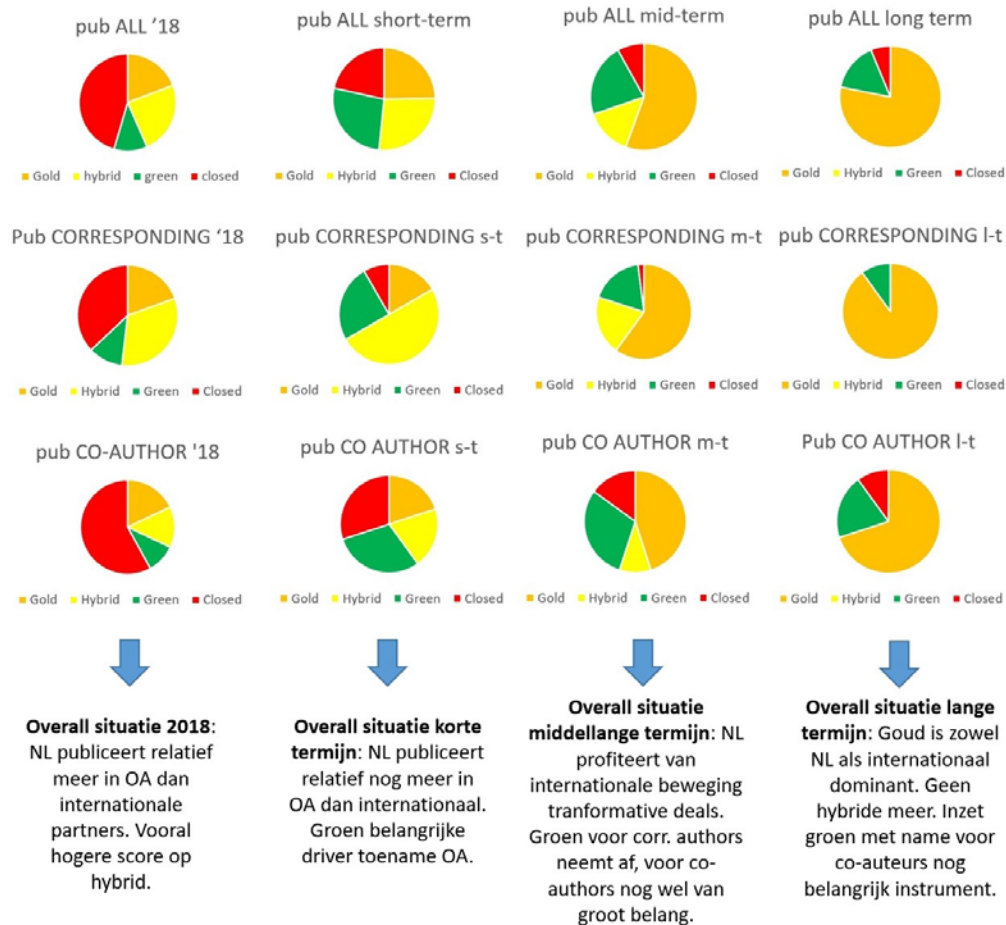 pub ALL ’18
pub ALL short-term
pub ALL mid-term
pub ALL long term
Gold hybrid green closed
Gold Hybrid Green Closed
Gold Hybrid Green Closed
Gold Hybrid Green Closed
Pub CORRESPONDING ‘18
pub CORRESPONDING s-t
pub CORRESPONDING m-t
pub CORRESPONDING l-t
Gold Hybrid Green Closed
Gold Hybrid Green Closed
Gold Hybrid Green Closed
Gold Hybrid Green Closed
pub CO-AUTHOR '18
pub CO AUTHOR s-t
pub CO AUTHOR m-t
Pub CO AUTHOR l-t
Gold Hybrid Green Closed
Gold Hybrid Green Closed
Gold Hybrid Green Closed
Gold Hybrid Green Closed
Overall situatie 2018:
NL publiceert relatief
meer in OA dan
internationale
partners. Vooral
hogere score op
hybrid.
Overall situatie korte
termijn: NL publiceert
relatief nog meer in
OA dan internationaal.
Groen belangrijke
driver toename OA.
Overall situatie
middellange termijn: NL
profiteert van
internationale beweging
tranformative deals.
Groen voor corr. authors
neemt af, voor co-
authors nog wel van
groot belang.
Overall situatie lange
termijn: Goud is zowel
NL als internationaal
dominant. Geen
hybride meer. Inzet
groen met name voor
co-auteurs nog
belangrijk instrument.